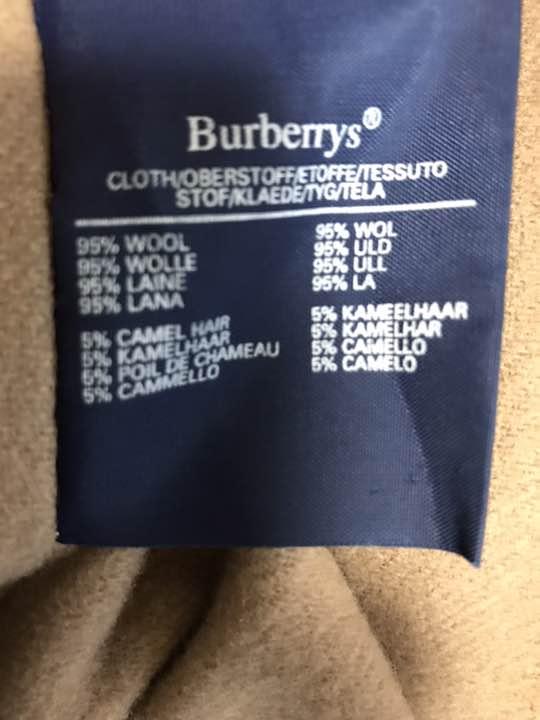 Burberrys®
CLOTH/OBERSTOFF/ETOFFE/TESSUTO
STOF/KLAEDE/TYG/TELA
95% WOOL
95% WOLLE
95% LAINE
95% LANA
5% CAMEL HAIR
5% KAMELHAAR
5% POIL DE CHAMEAU
5% CAMMELLO
95% WOL
95% ULD
95% ULL
95% LA
5% KAMEELHAAR
5% KAMELHAR
5% CAMELLO
5% CAMELO